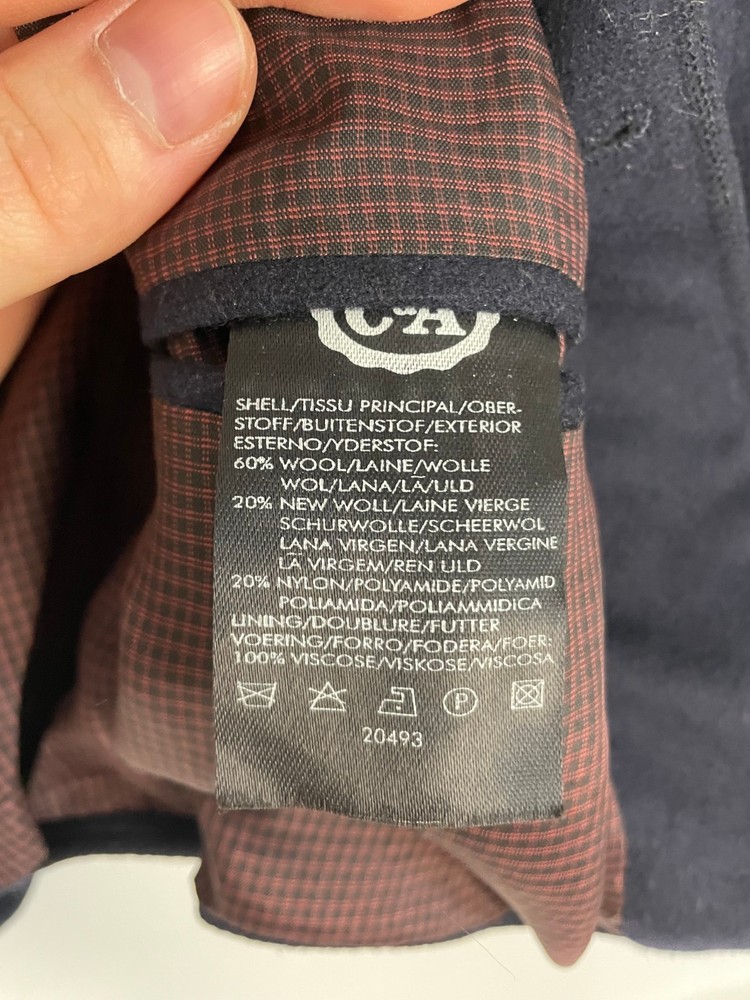 C&A
SHELL/TISSU PRINCIPAL/OBER-
STOFF/BUITENSTOF/EXTERIOR
ESTERNO/YDERSTOF:
60% WOOL/LAINE/WOLLE
WOL/LANA/LÃ/ULD
20% NEW WOLL/LAINE VIERGE
SCHURWOLLE/SCHEERWOL
LANA VIRGEN/LANA VERGINE
LÃ VIRGEM/REN ULD
20% NYLON/POLYAMIDE/POLYAMID
POLIAMIDA/POLIAMMIDICA
LINING/DOUBLURE/FUTTER
VOERING/FORRO/FODERA/FOER:
100% VISCOSE/VISKOSE/VISCOSA
P
20493